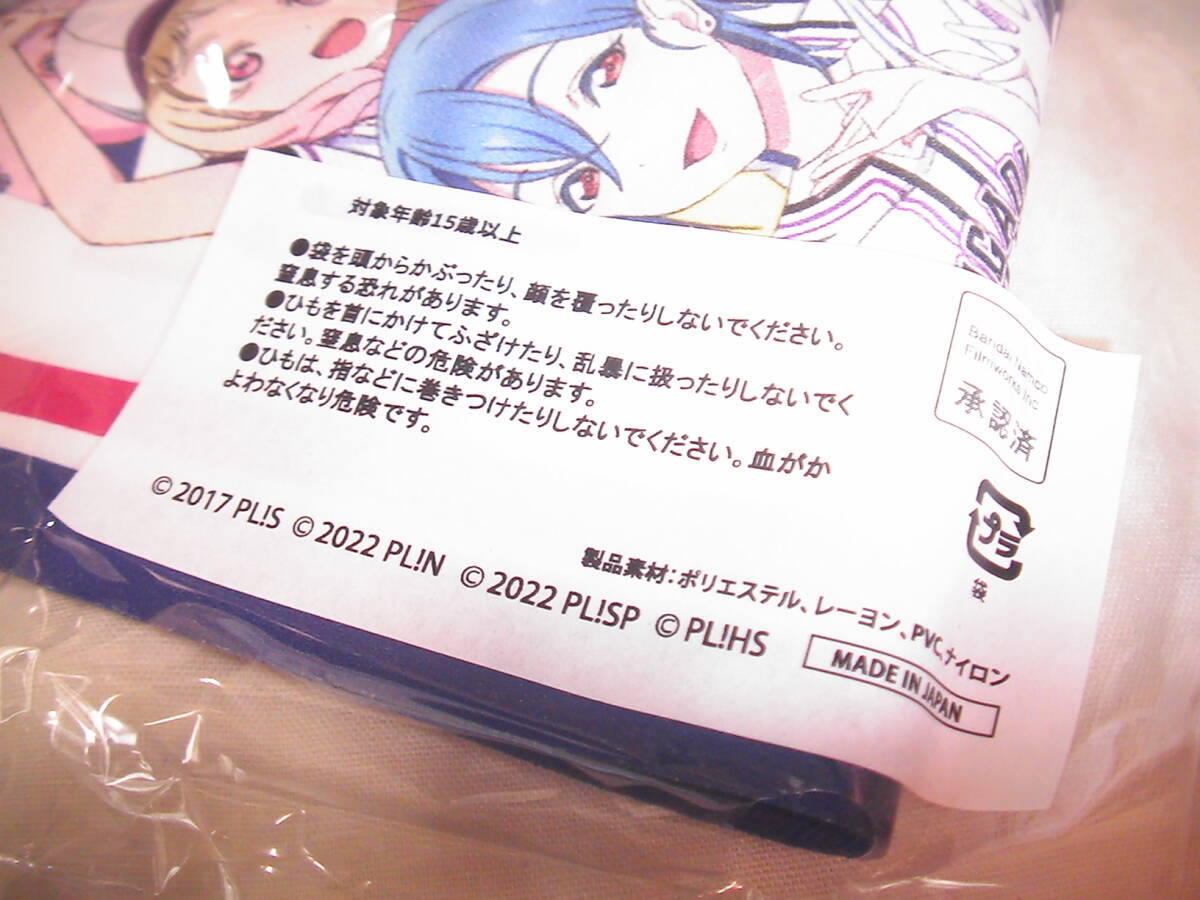 対象年齢15歳以上
●袋を頭からかぶったり、顔を覆ったりしないでください。
窒息する恐れがあります。
●ひもを首にかけてふざけたり、乱暴に扱ったりしないでく
ださい。窒息などの危険があります。
●ひもは、指などに巻きつけたりしないでください。血がか
よわなくなり危険です。
Bandai Namco
Filmworks Inc.
承認済
プラ
袋
©2017 PL!S ©2022 PL!N ©2022 PL!SP ©PL!HS
製品素材：ポリエステル、レーヨン、PVC、ナイロン
MADE IN JAPAN